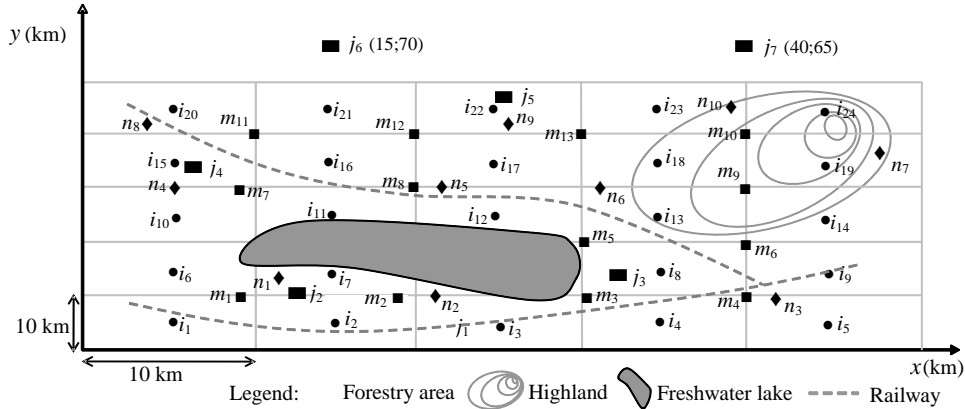 y (km)
j6 (15;70)
j7 (40;65)
i20 i21 i22 j5 i23 n10 i24
n8 m11 m12 n9 m13 m10
i15 j4 i16 i17 i18 i19 n7
n4 m7 m8 n5 n6 m9
i10 i11 i12 i13 i14
m5 m6
i6 n1 i7 j3 i8 i9
m1 j2 m2 n2 m3 m4 n3
10 km
i1 i2 j1 i3 i4 i5
x(km)
10 km
Legend: Forestry area Highland Freshwater lake Railway